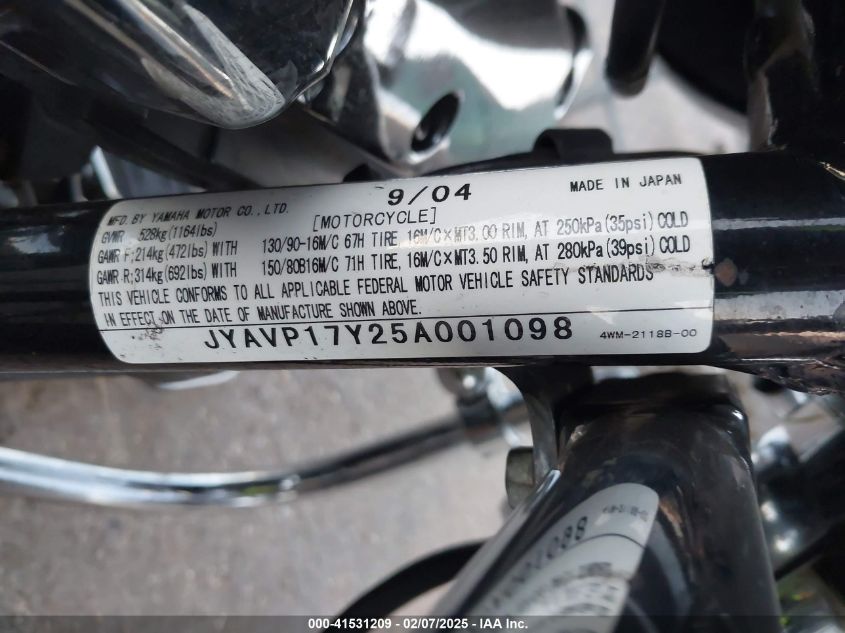 9/04
MADE IN JAPAN
MFD. BY YAMAHA MOTOR CO., LTD.
[MOTORCYCLE]
GVWR 528kg(1164lbs)
GAWR F;214kg(472lbs) WITH 130/90-16M/C 67H TIRE, 16M/C×MT3.00 RIM, AT 250kPa(35psi) COLD
GAWR R;314kg(692lbs) WITH 150/80B16M/C 71H TIRE, 16M/C×MT3.50 RIM, AT 280kPa(39psi) COLD
THIS VEHICLE CONFORMS TO ALL APPLICABLE FEDERAL MOTOR VEHICLE SAFETY STANDARDS
IN EFFECT ON THE DATE OF MANUFACTURE SHOWN ABOVE.
JYAVP17Y25A001098
4WM-2118B-00
000-41531209 - 02/07/2025 - IAA Inc.